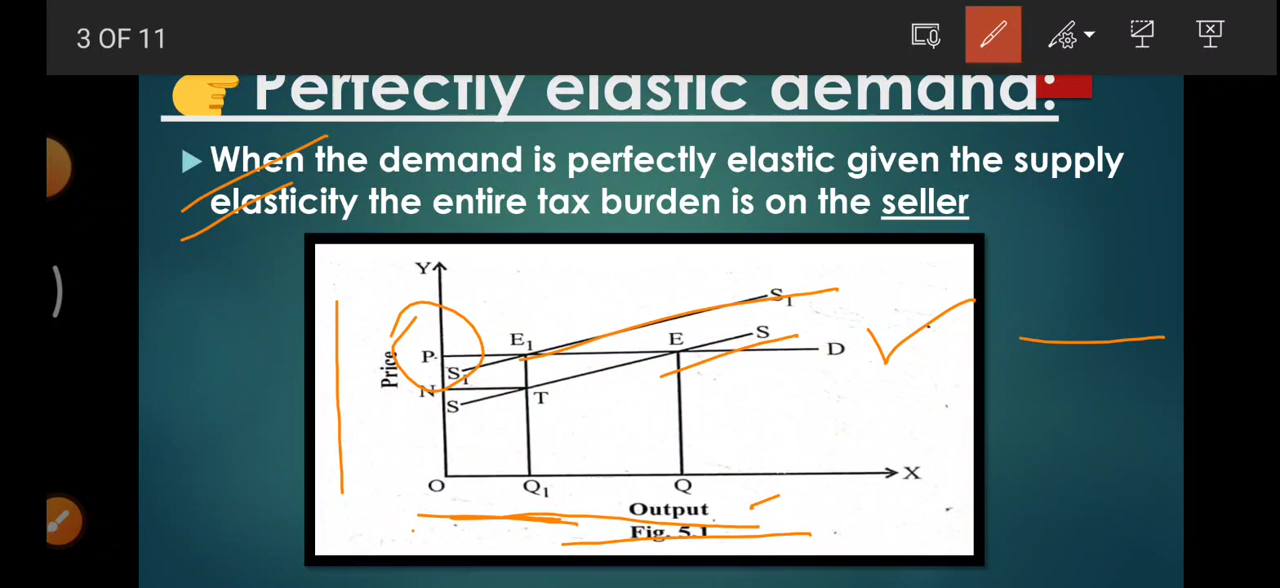 3 OF 11
Perfectly elastic demand:
When the demand is perfectly elastic given the supply
elasticity the entire tax burden is on the seller
Y
S1
E1 E S
P D
S1
N
S T
Price
O Q1 Q X
Output
Fig. 5.1